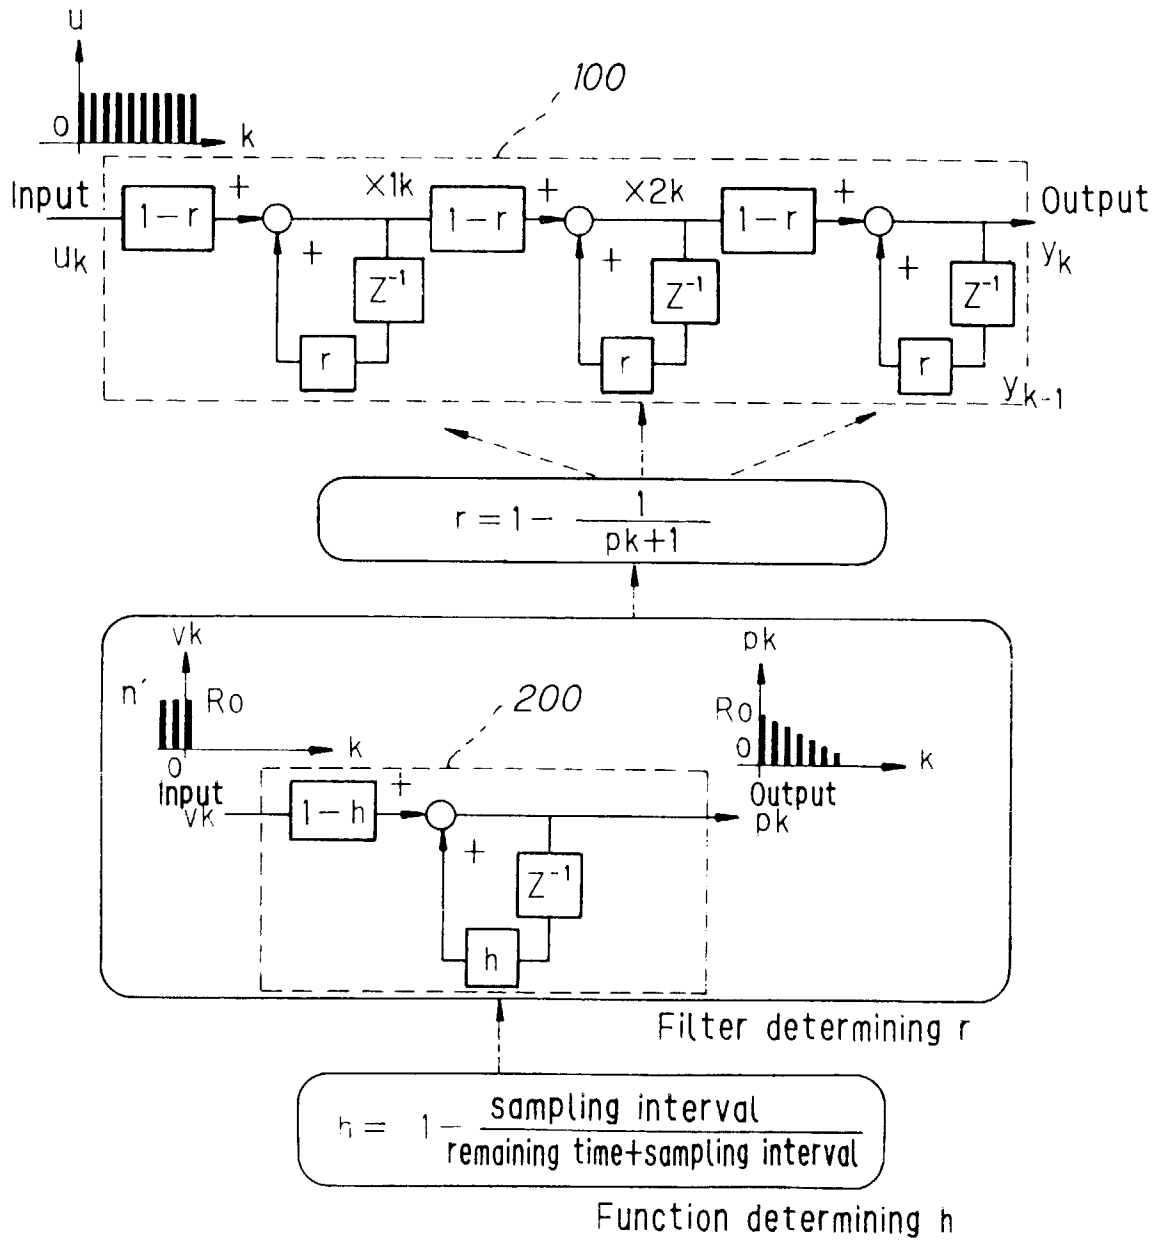 u
100
0
k
Input
+
x1k
+
x2k
+
Output
1-r
1-r
1-r
uk
+
+
+
yk
Z⁻¹
Z⁻¹
Z⁻¹
r
r
r
yk-1
r = 1 - 1/pk+1
vk
pk
n'
Ro
200
Ro
k
0
k
0
Input
+
Output
vk
1-h
pk
+
Z⁻¹
h
Filter determining r
h = 1 - sampling interval
remaining time+sampling interval
Function determining h